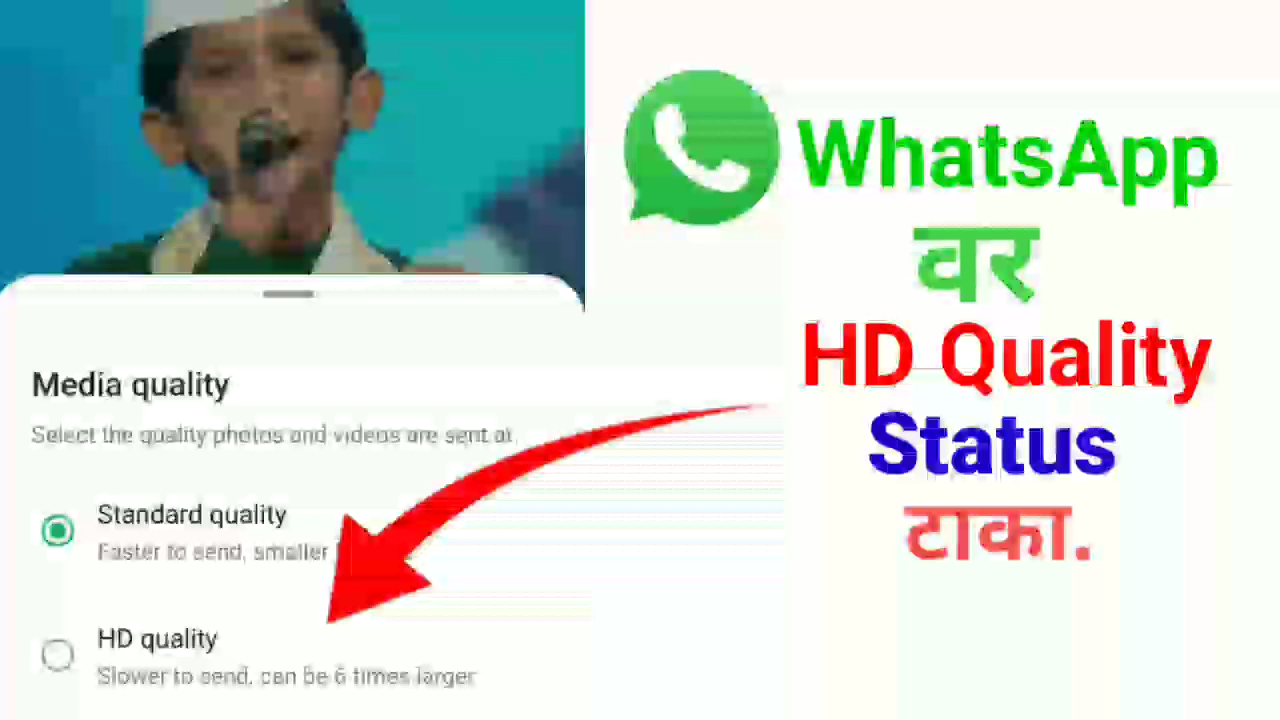 Media quality
Select the quality photos and videos are sent at.
Standard quality
Faster to send, smaller
HD quality
Slower to send, can be 6 times larger
WhatsApp
वर
HD Quality
Status
टाका.